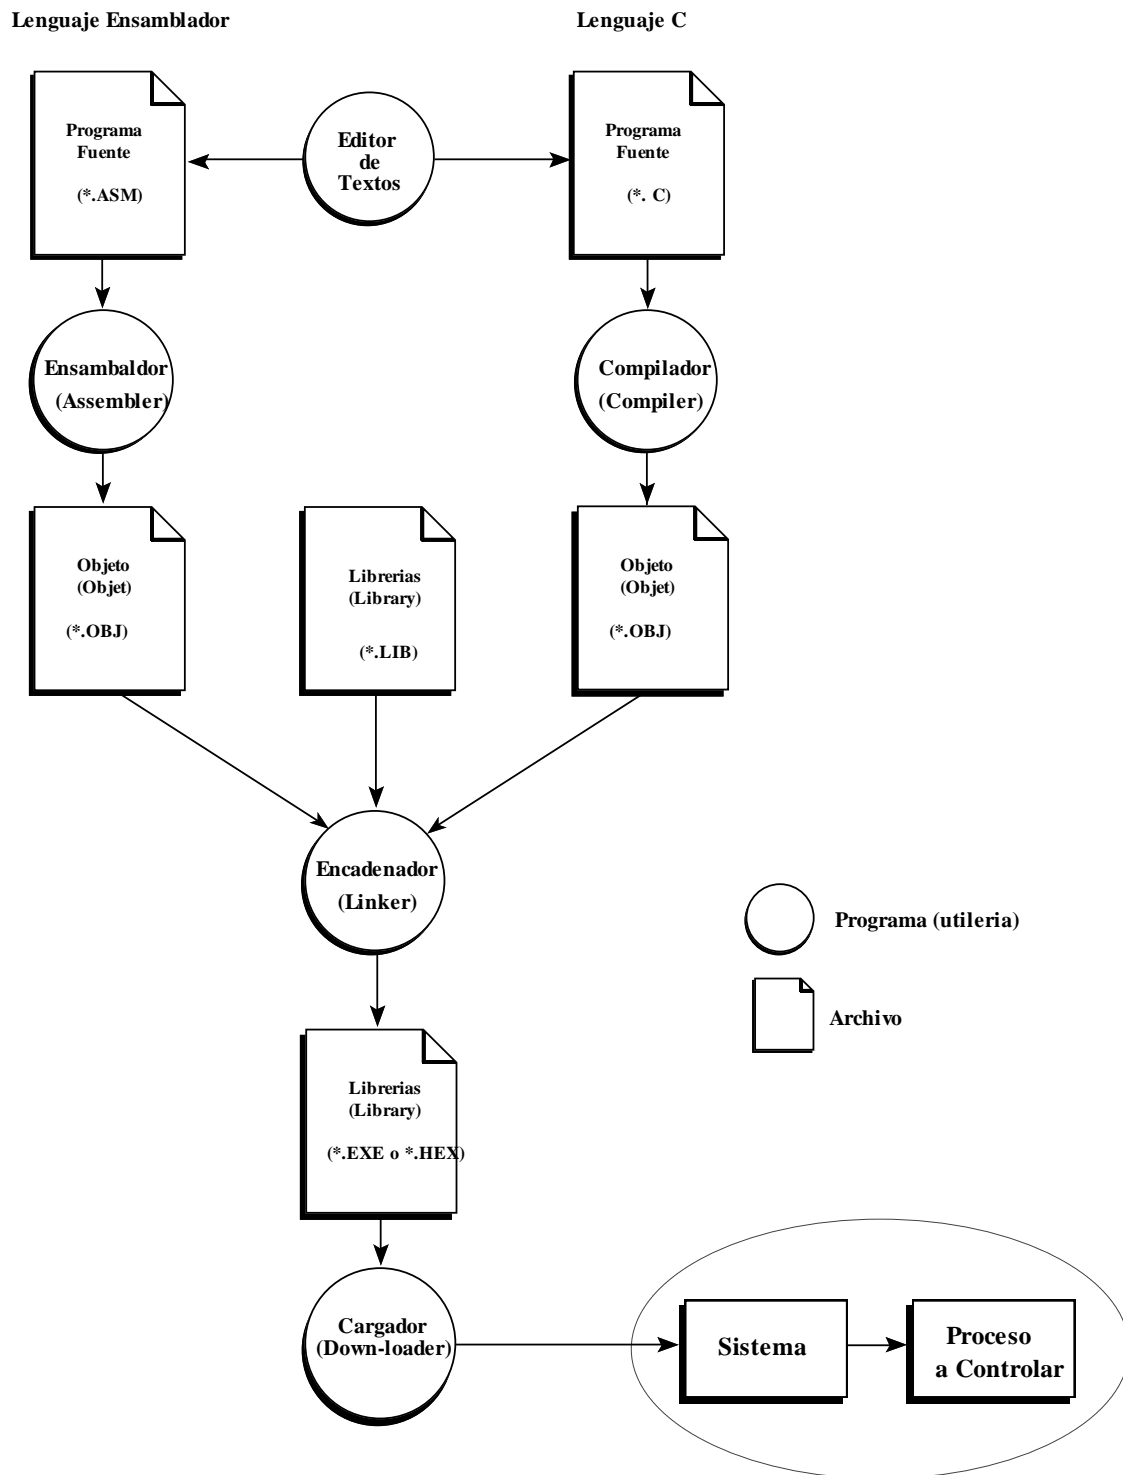 Lenguaje Ensamblador
Lenguaje C
Programa
Fuente
(*.ASM)
Editor
de
Textos
Programa
Fuente
(*. C)
Ensambaldor
(Assembler)
Compilador
(Compiler)
Objeto
(Objet)
(*.OBJ)
Librerias
(Library)
(*.LIB)
Objeto
(Objet)
(*.OBJ)
Encadenador
(Linker)
Programa (utileria)
Archivo
Librerias
(Library)
(*.EXE o *.HEX)
Cargador
(Down-loader)
Sistema
Proceso
a Controlar